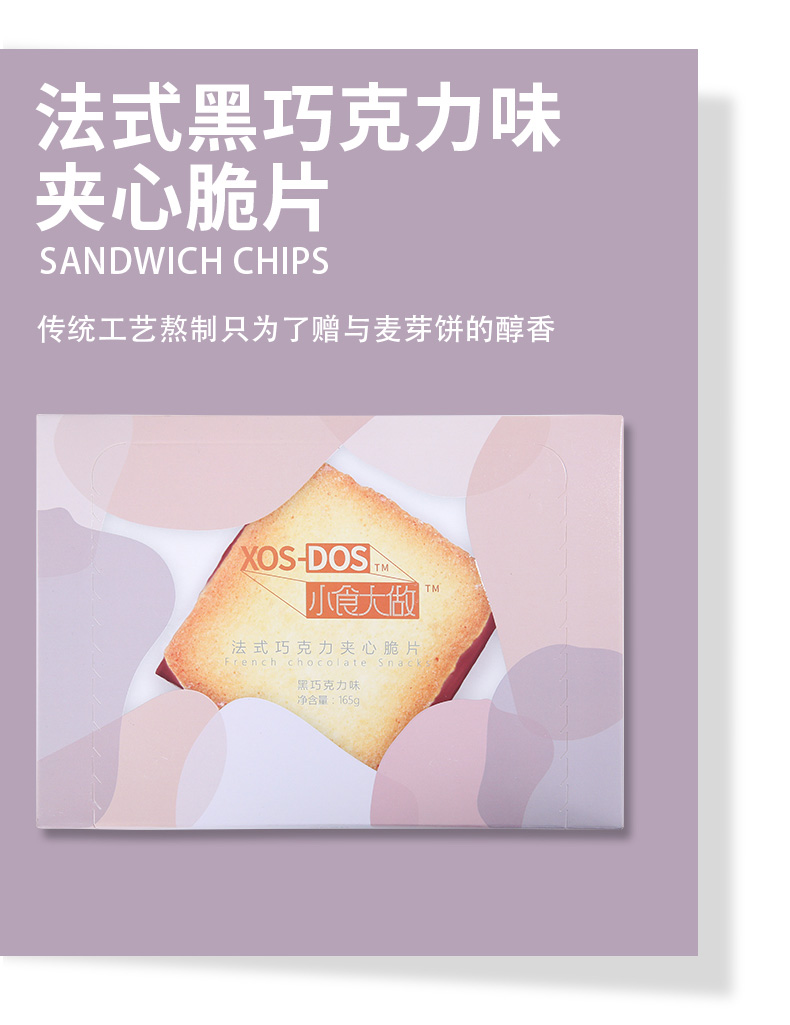 法式黑巧克力味
夹心脆片
SANDWICH CHIPS
传统工艺熬制只为了赠与麦芽饼的醇香
XOS-DOS TM
小食大做 TM
法式巧克力夹心脆片
French chocolate Snacks
黑巧克力味
净含量：165g